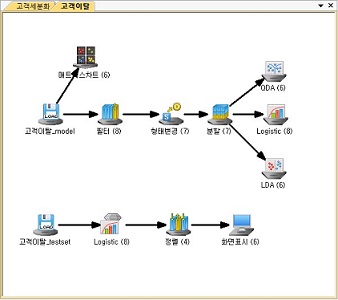 고객세분화 고객이탈
매트릭스차트 (6)
QDA (6)
LOAD
고객이탈_model
필터 (8)
형태변경 (7)
분할 (7)
Logistic (8)
LDA (6)
LOAD
고객이탈_testset
Logistic (8)
정렬 (4)
화면표시 (6)